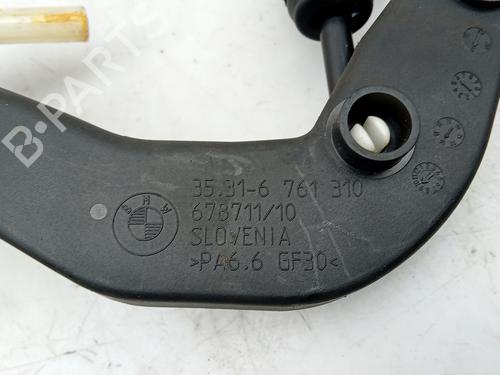 B-PARTS
35.31-6 761 310
678711/10
BMW
SLOVENIA
>PA6.6 GF30<